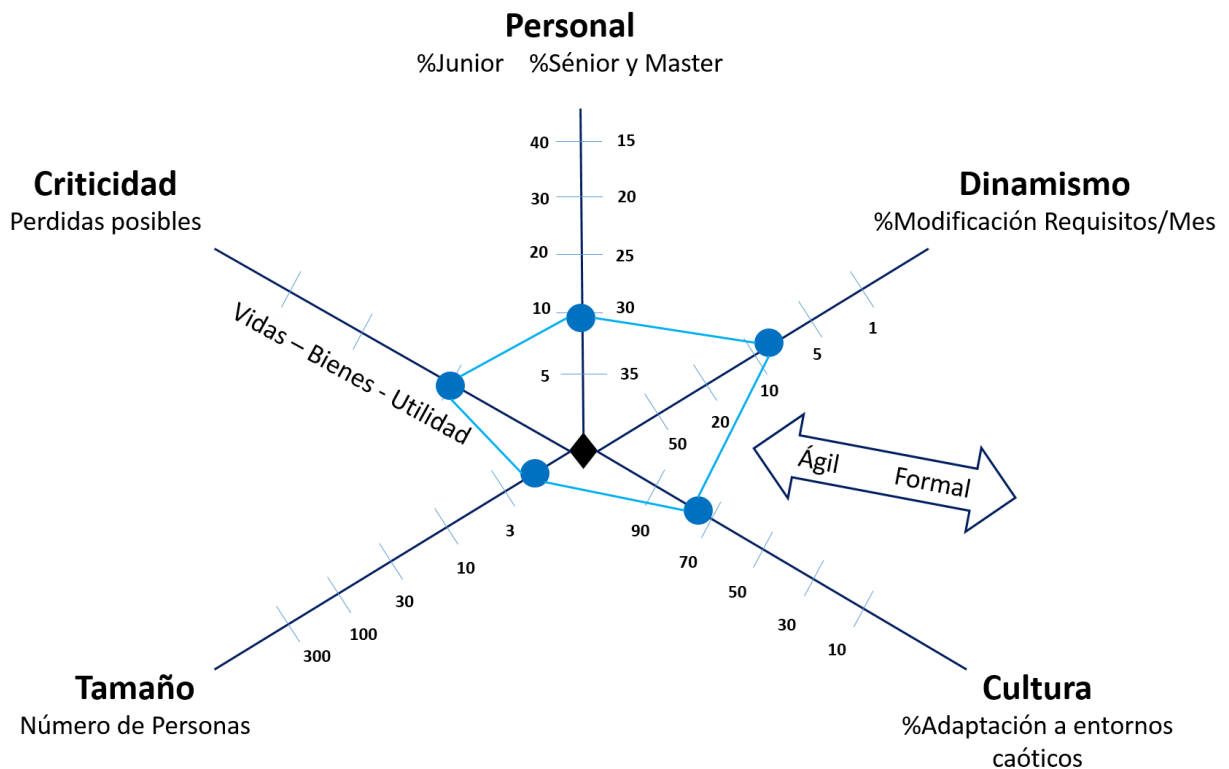 Personal
%Junior %Sénior y Master
40 15
30 20
20 25
10 30
5 35
Criticidad
Perdidas posibles
Vidas – Bienes - Utilidad
Dinamismo
%Modificación Requisitos/Mes
1
5
10
20
50
Ágil Formal
90
70
50
30
10
Cultura
%Adaptación a entornos
caóticos
3
10
30
100
300
Tamaño
Número de Personas